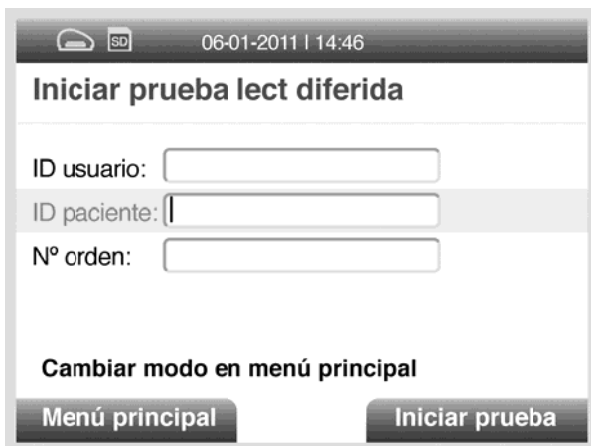 SD 06-01-2011 | 14:46
Iniciar prueba lect diferida
ID usuario:
ID paciente:
Nº orden:
Cambiar modo en menú principal
Menú principal Iniciar prueba